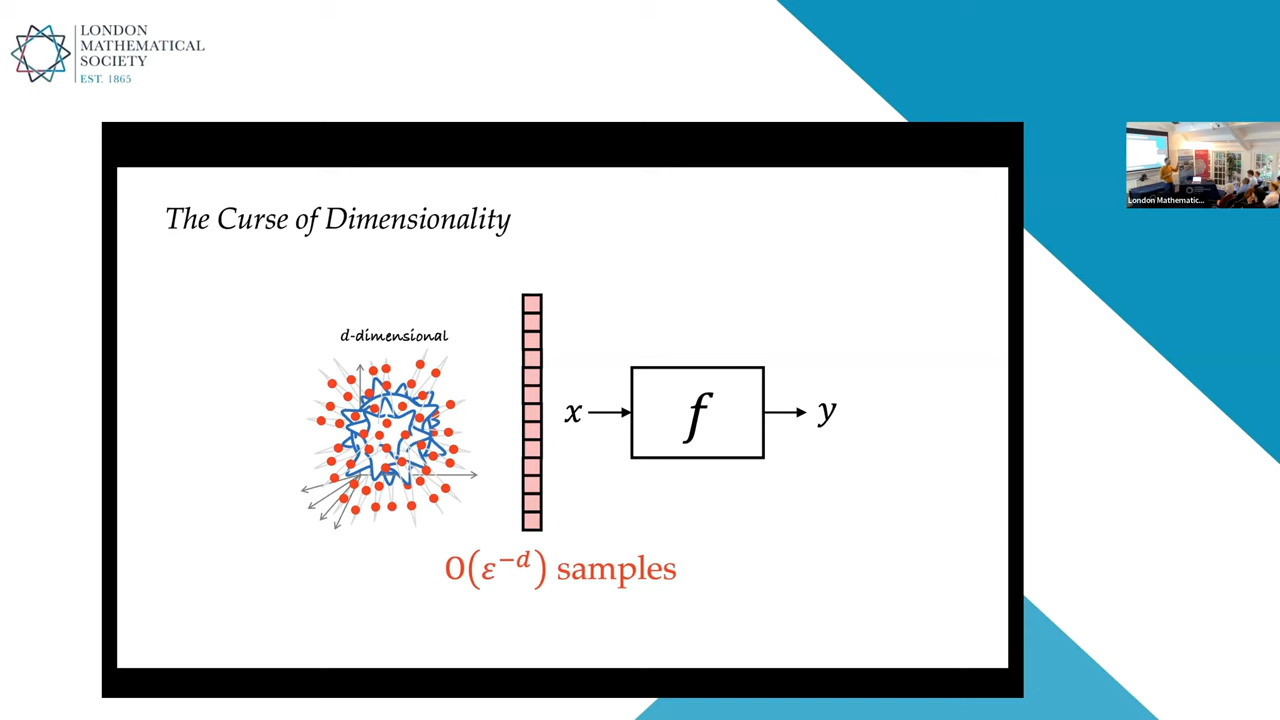 LONDON
MATHEMATICAL
SOCIETY
EST. 1865
London Mathematic...
The Curse of Dimensionality
d-dimensional
x
f
y
O(ε⁻ᵈ) samples